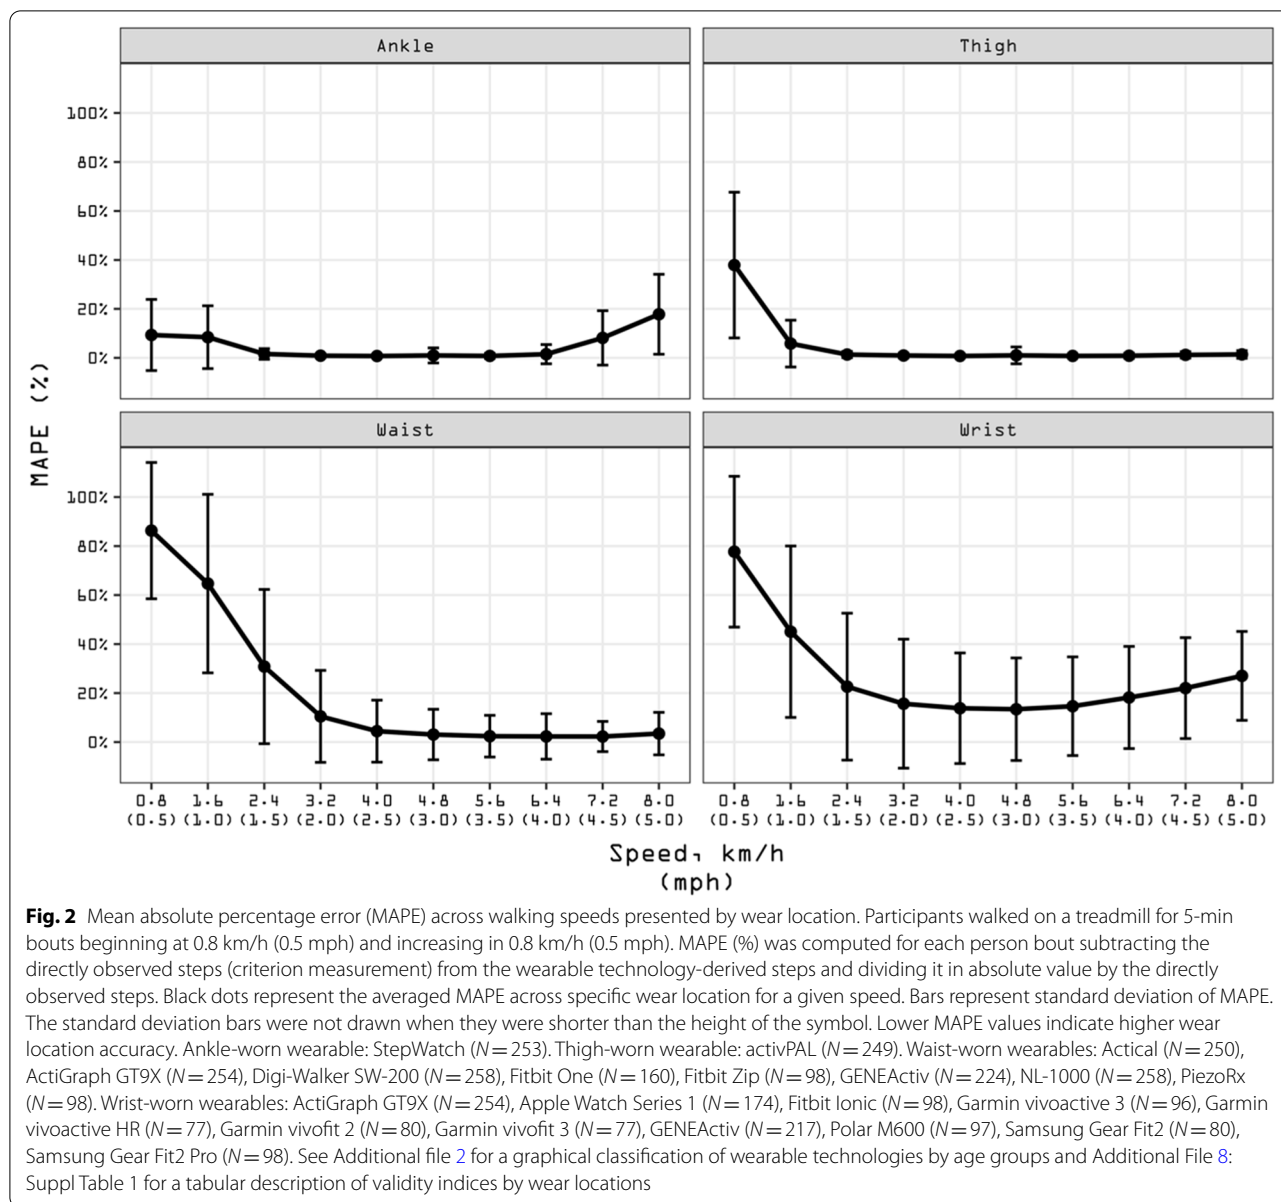 Ankle
Thigh
100%
80%
60%
40%
20%
0%
MAPE (%)
Waist
Wrist
100%
80%
60%
40%
20%
0%
0.8 1.6 2.4 3.2 4.0 4.8 5.6 6.4 7.2 8.0
(0.5) (1.0) (1.5) (2.0) (2.5) (3.0) (3.5) (4.0) (4.5) (5.0)
0.8 1.6 2.4 3.2 4.0 4.8 5.6 6.4 7.2 8.0
(0.5) (1.0) (1.5) (2.0) (2.5) (3.0) (3.5) (4.0) (4.5) (5.0)
Speed, km/h
(mph)
Fig. 2 Mean absolute percentage error (MAPE) across walking speeds presented by wear location. Participants walked on a treadmill for 5-min
bouts beginning at 0.8 km/h (0.5 mph) and increasing in 0.8 km/h (0.5 mph). MAPE (%) was computed for each person bout subtracting the
directly observed steps (criterion measurement) from the wearable technology-derived steps and dividing it in absolute value by the directly
observed steps. Black dots represent the averaged MAPE across specific wear location for a given speed. Bars represent standard deviation of MAPE.
The standard deviation bars were not drawn when they were shorter than the height of the symbol. Lower MAPE values indicate higher wear
location accuracy. Ankle-worn wearable: StepWatch (N = 253). Thigh-worn wearable: activPAL (N = 249). Waist-worn wearables: Actical (N = 250),
ActiGraph GT9X (N = 254), Digi-Walker SW-200 (N = 258), Fitbit One (N = 160), Fitbit Zip (N = 98), GENEActiv (N = 224), NL-1000 (N = 258), PiezoRx
(N = 98). Wrist-worn wearables: ActiGraph GT9X (N = 254), Apple Watch Series 1 (N = 174), Fitbit Ionic (N = 98), Garmin vivoactive 3 (N = 96), Garmin
vivoactive HR (N = 77), Garmin vivofit 2 (N = 80), Garmin vivofit 3 (N = 77), GENEActiv (N = 217), Polar M600 (N = 97), Samsung Gear Fit2 (N = 80),
Samsung Gear Fit2 Pro (N = 98). See Additional file 2 for a graphical classification of wearable technologies by age groups and Additional File 8:
Suppl Table 1 for a tabular description of validity indices by wear locations